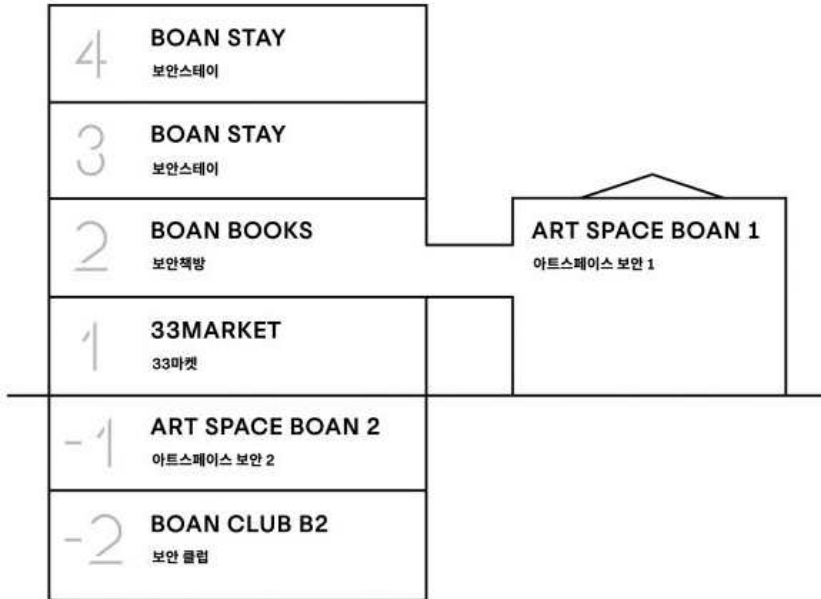 4
BOAN STAY
보안스테이
3
BOAN STAY
보안스테이
2
BOAN BOOKS
보안책방
1
33MARKET
33마켓
-1
ART SPACE BOAN 2
아트스페이스 보안 2
-2
BOAN CLUB B2
보안 클럽
ART SPACE BOAN 1
아트스페이스 보안 1